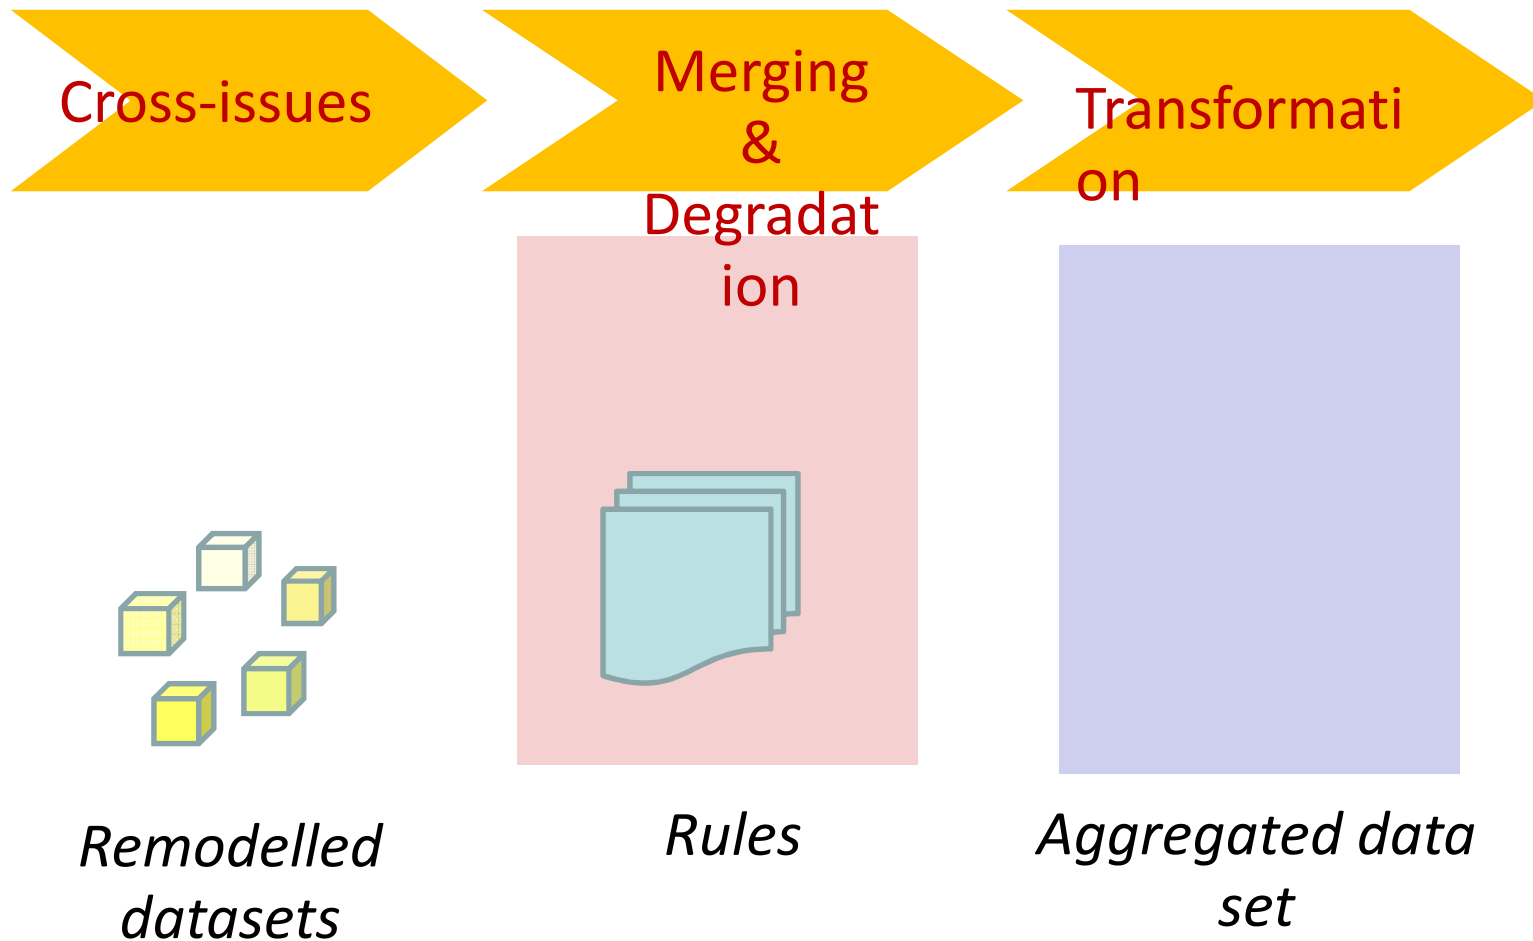 Cross-issues
Merging
&
Degradat
ion
Transformati
on
Remodelled
datasets
Rules
Aggregated data
set